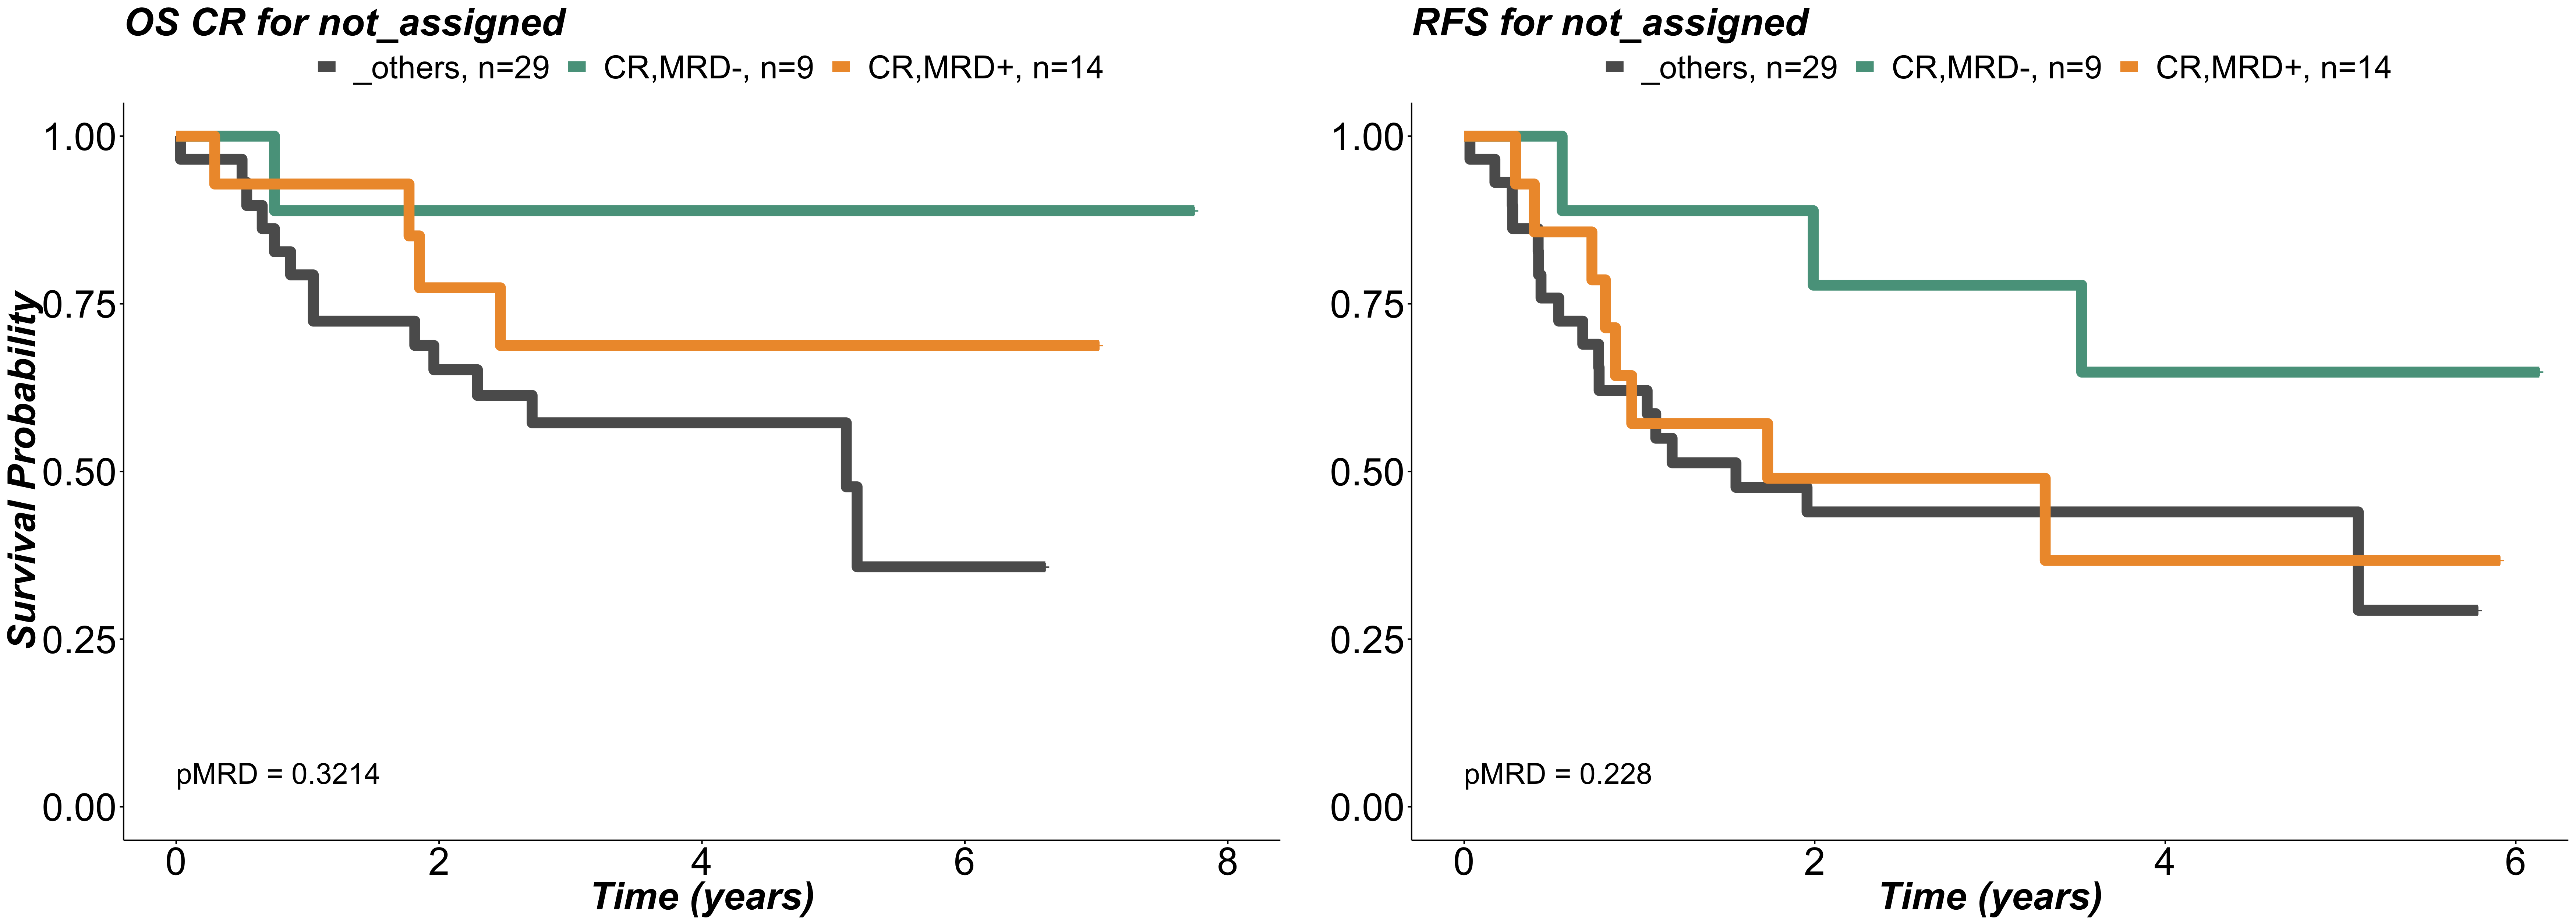 OS CR for not_assigned
_others, n=29 CR,MRD-, n=9 CR,MRD+, n=14
Survival Probability
1.00
0.75
0.50
0.25
0.00
pMRD = 0.3214
0 2 4 6 8
Time (years)
RFS for not_assigned
_others, n=29 CR,MRD-, n=9 CR,MRD+, n=14
1.00
0.75
0.50
0.25
0.00
pMRD = 0.228
0 2 4 6
Time (years)